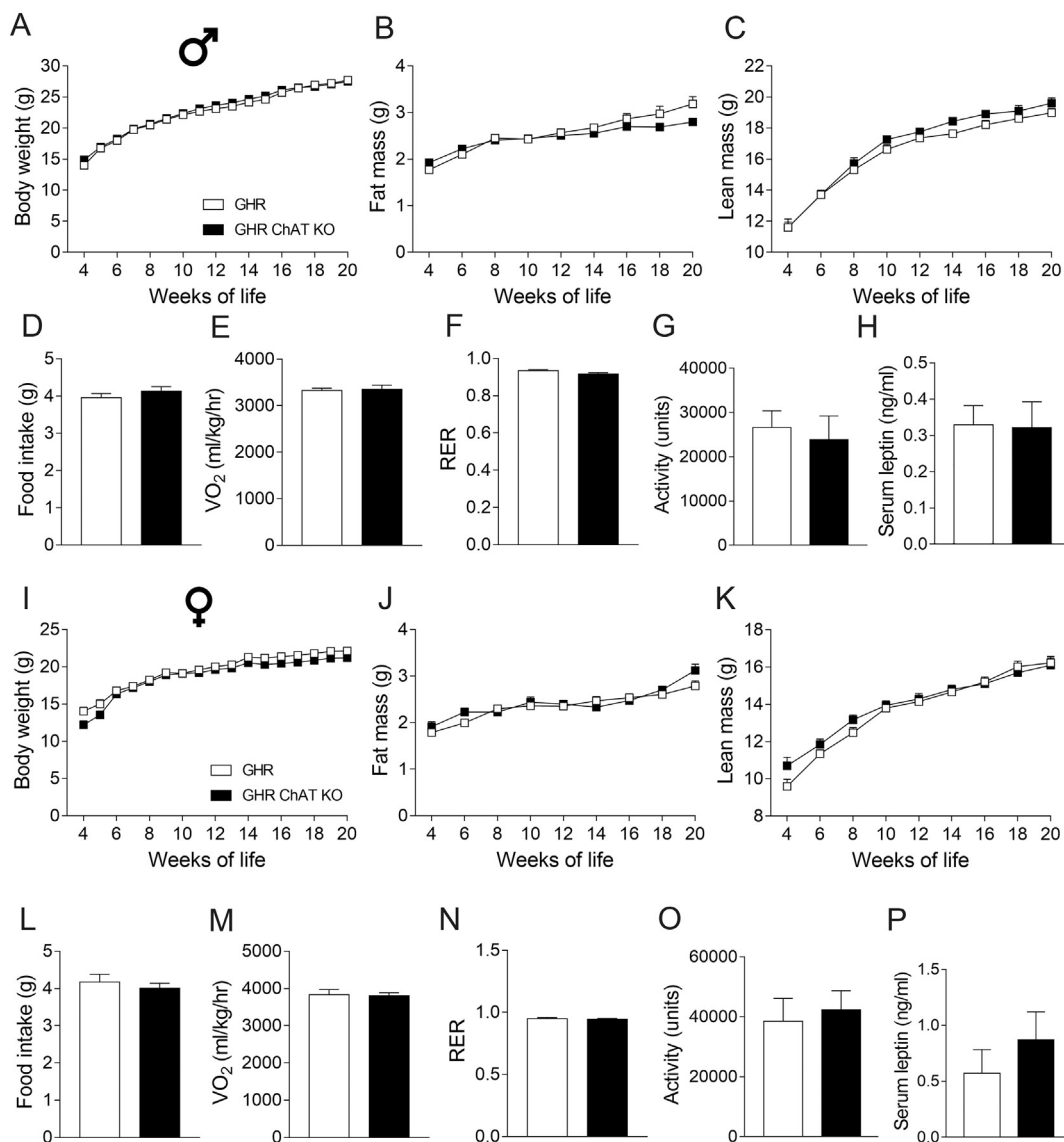 A
B
C
Body weight (g)
30
25
20
15
10
5
0
GHR
GHR ChAT KO
4 6 8 10 12 14 16 18 20
Weeks of life
Fat mass (g)
4
3
2
1
0
4 6 8 10 12 14 16 18 20
Weeks of life
Lean mass (g)
22
20
18
16
14
12
10
4 6 8 10 12 14 16 18 20
Weeks of life
D
E
F
G
H
Food intake (g)
5
4
3
2
1
0
VO2 (ml/kg/hr)
4000
3000
2000
1000
0
RER
1.0
0.8
0.6
0.4
0.2
0.0
Activity (units)
40000
30000
20000
10000
0
Serum leptin (ng/ml)
0.5
0.4
0.3
0.2
0.1
0.0
I
J
K
Body weight (g)
25
20
15
10
5
0
GHR
GHR ChAT KO
4 6 8 10 12 14 16 18 20
Weeks of life
Fat mass (g)
4
3
2
1
0
4 6 8 10 12 14 16 18 20
Weeks of life
Lean mass (g)
18
16
14
12
10
8
4 6 8 10 12 14 16 18 20
Weeks of life
L
M
N
O
P
Food intake (g)
5
4
3
2
1
0
VO2 (ml/kg/hr)
5000
4000
3000
2000
1000
0
RER
1.5
1.0
0.5
0.0
Activity (units)
60000
40000
20000
0
Serum leptin (ng/ml)
1.5
1.0
0.5
0.0